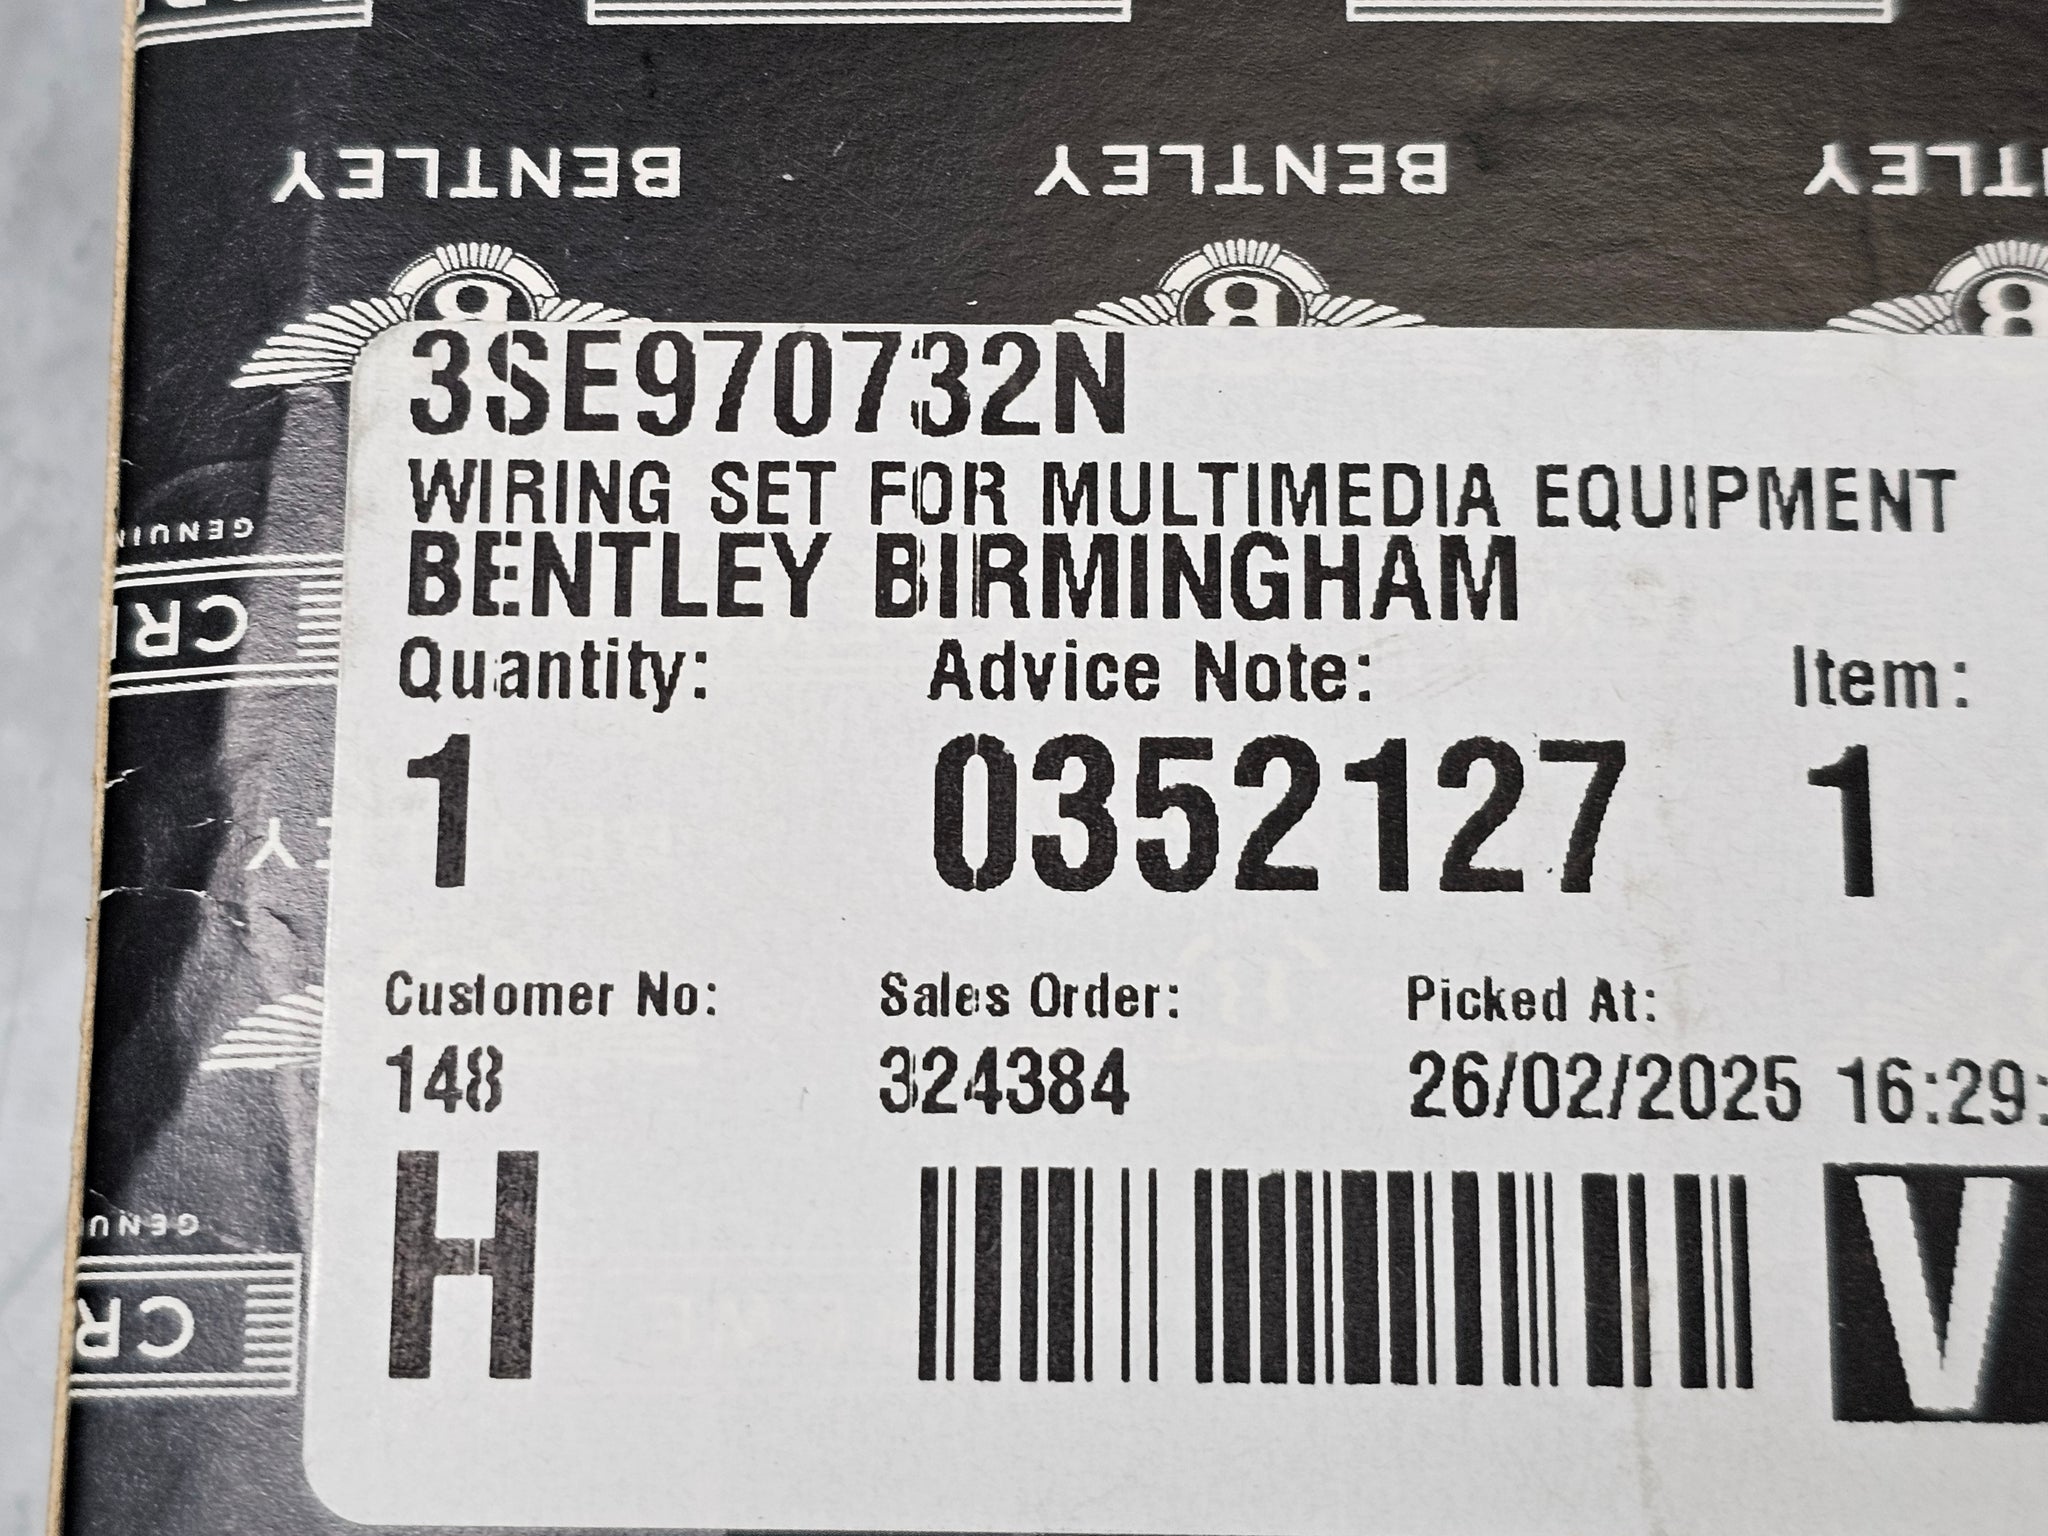 BENTLEY BENTLEY
3SE970732N
WIRING SET FOR MULTIMEDIA EQUIPMENT
BENTLEY BIRMINGHAM
Quantity: Advice Note: Item:
1 0352127 1
Customer No: Sales Order: Picked At:
148 324384 26/02/2025 16:29:
H V